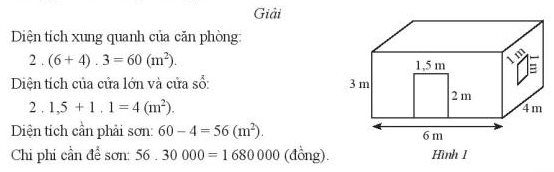 Giải
Diện tích xung quanh của căn phòng:
2 . (6 + 4) . 3 = 60 (m²).
Diện tích của cửa lớn và cửa sổ:
2 . 1,5 + 1 . 1 = 4 (m²).
Diện tích cần phải sơn: 60 – 4 = 56 (m²).
Chi phí cần để sơn: 56 . 30 000 = 1 680 000 (đồng).
1 m
1 m
1,5 m
3 m
2 m
4 m
6 m
Hình 1